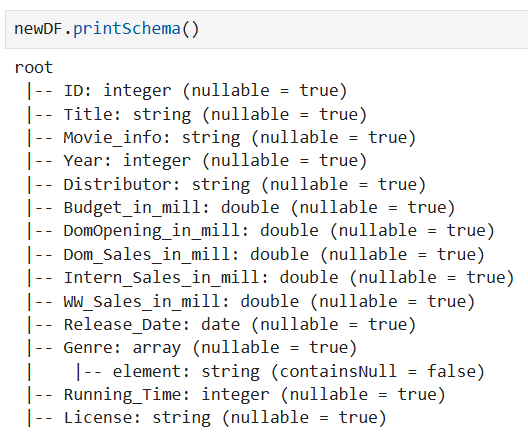 newDF.printSchema()
root
 |-- ID: integer (nullable = true)
 |-- Title: string (nullable = true)
 |-- Movie_info: string (nullable = true)
 |-- Year: integer (nullable = true)
 |-- Distributor: string (nullable = true)
 |-- Budget_in_mill: double (nullable = true)
 |-- DomOpening_in_mill: double (nullable = true)
 |-- Dom_Sales_in_mill: double (nullable = true)
 |-- Intern_Sales_in_mill: double (nullable = true)
 |-- WW_Sales_in_mill: double (nullable = true)
 |-- Release_Date: date (nullable = true)
 |-- Genre: array (nullable = true)
 |    |-- element: string (containsNull = false)
 |-- Running_Time: integer (nullable = true)
 |-- License: string (nullable = true)